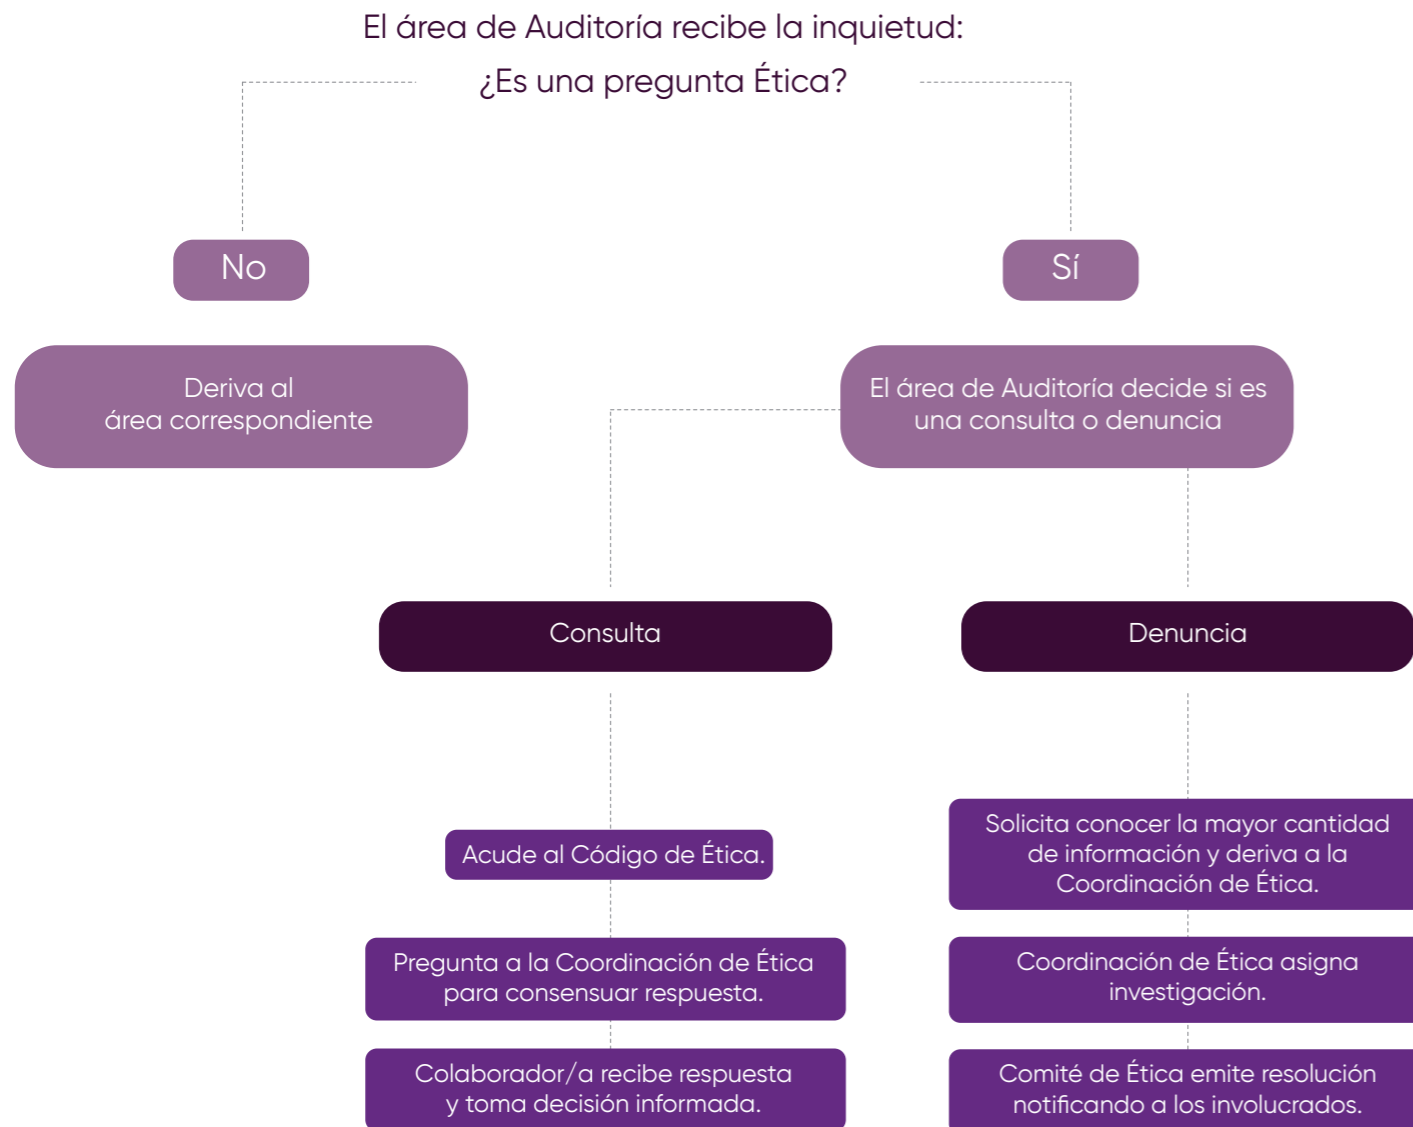 El área de Auditoría recibe la inquietud:
¿Es una pregunta Ética?
No
Sí
Deriva al
área correspondiente
El área de Auditoría decide si es
una consulta o denuncia
Consulta
Denuncia
Acude al Código de Ética.
Pregunta a la Coordinación de Ética
para consensuar respuesta.
Colaborador/a recibe respuesta
y toma decisión informada.
Solicita conocer la mayor cantidad
de información y deriva a la
Coordinación de Ética.
Coordinación de Ética asigna
investigación.
Comité de Ética emite resolución
notificando a los involucrados.